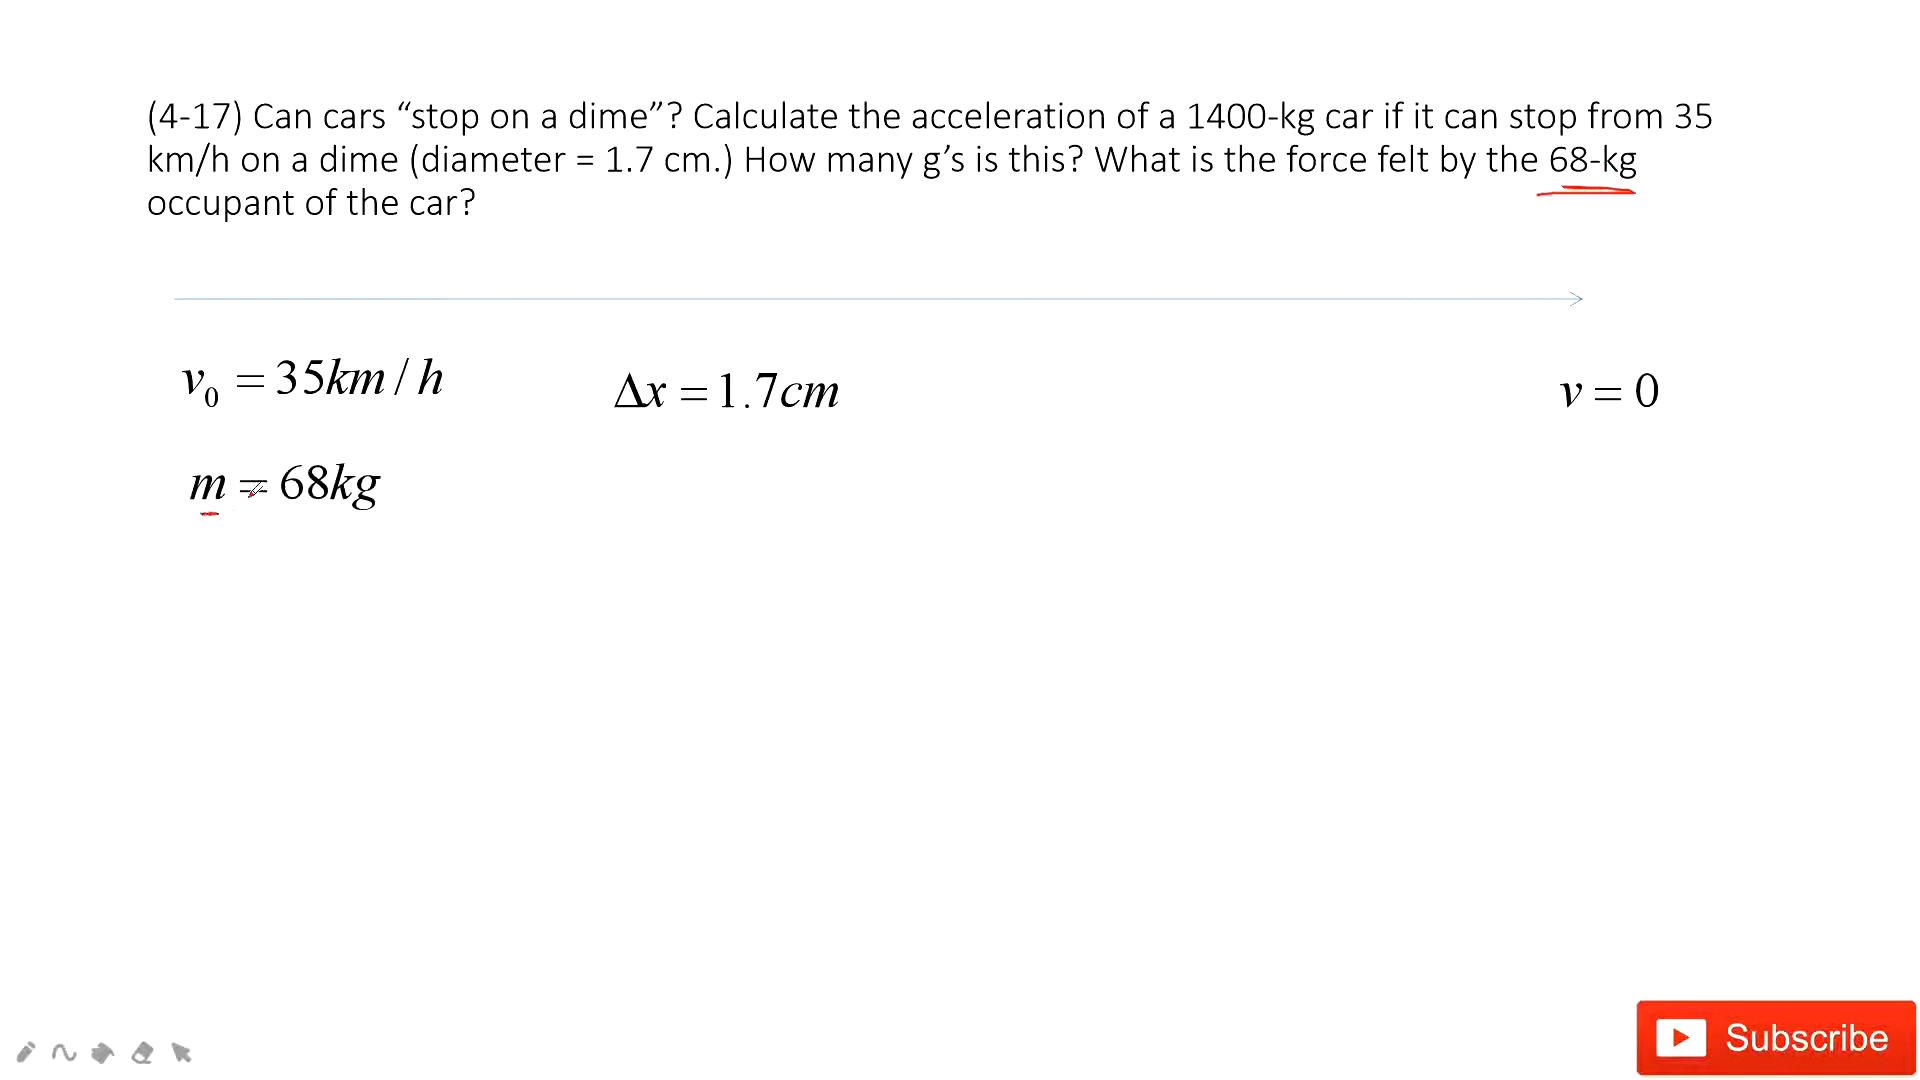 (4-17) Can cars “stop on a dime”? Calculate the acceleration of a 1400-kg car if it can stop from 35
km/h on a dime (diameter = 1.7 cm.) How many g’s is this? What is the force felt by the 68-kg
occupant of the car?
v₀ = 35km / h
Δx = 1.7cm
v = 0
m = 68kg
Subscribe